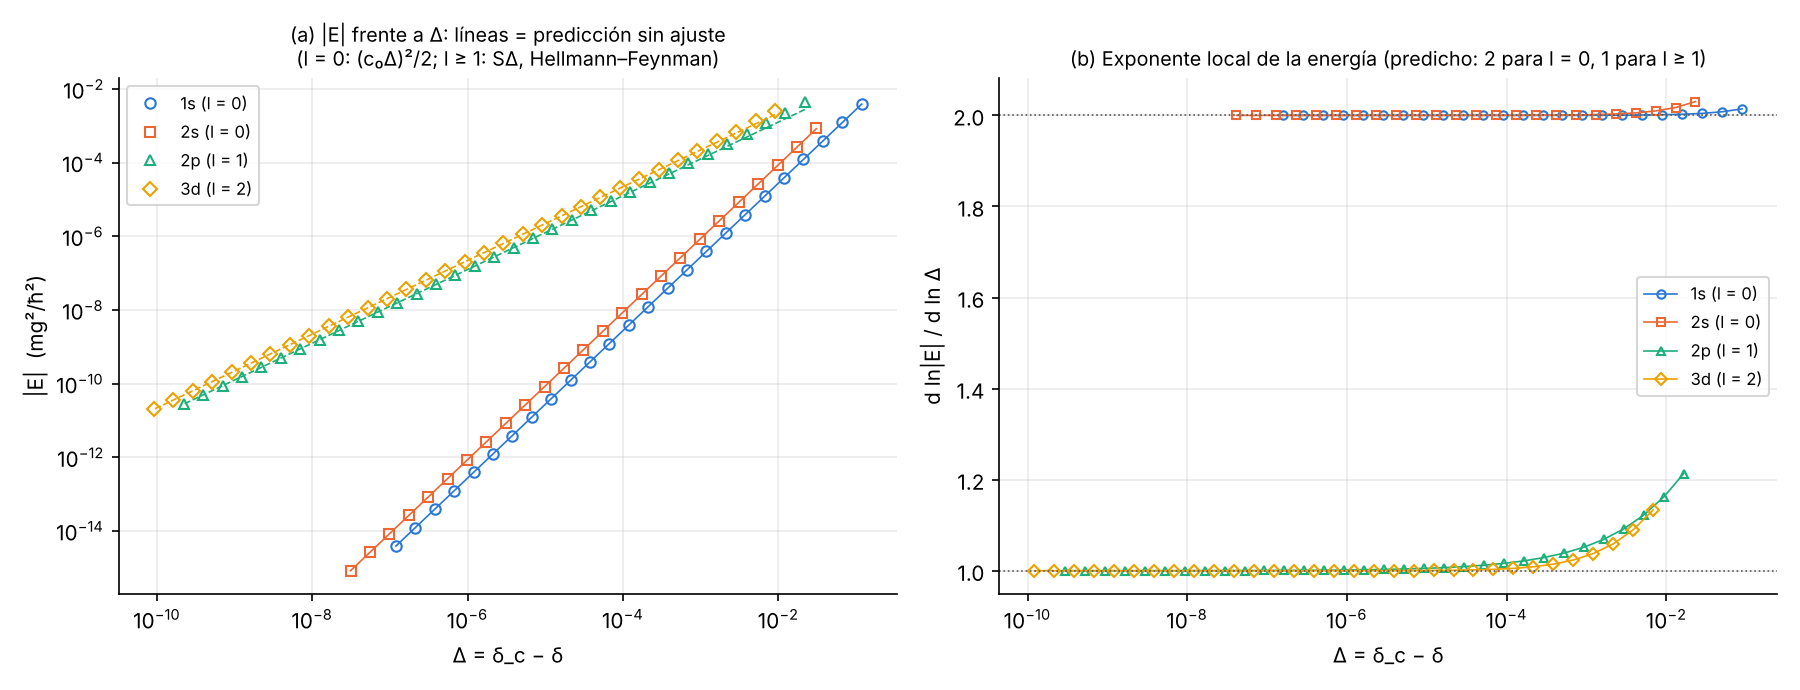 (a) |E| frente a Δ: líneas = predicción sin ajuste
(l = 0: (c₀Δ)²/2; l ≥ 1: SΔ, Hellmann–Feynman)
10⁻²
10⁻⁴
10⁻⁶
10⁻⁸
10⁻¹⁰
10⁻¹²
10⁻¹⁴
|E| (mg²/ħ²)
1s (l = 0)
2s (l = 0)
2p (l = 1)
3d (l = 2)
10⁻¹⁰
10⁻⁸
10⁻⁶
10⁻⁴
10⁻²
Δ = δ_c − δ
(b) Exponente local de la energía (predicho: 2 para l = 0, 1 para l ≥ 1)
2.0
1.8
1.6
1.4
1.2
1.0
d ln|E| / d ln Δ
1s (l = 0)
2s (l = 0)
2p (l = 1)
3d (l = 2)
10⁻¹⁰
10⁻⁸
10⁻⁶
10⁻⁴
10⁻²
Δ = δ_c − δ